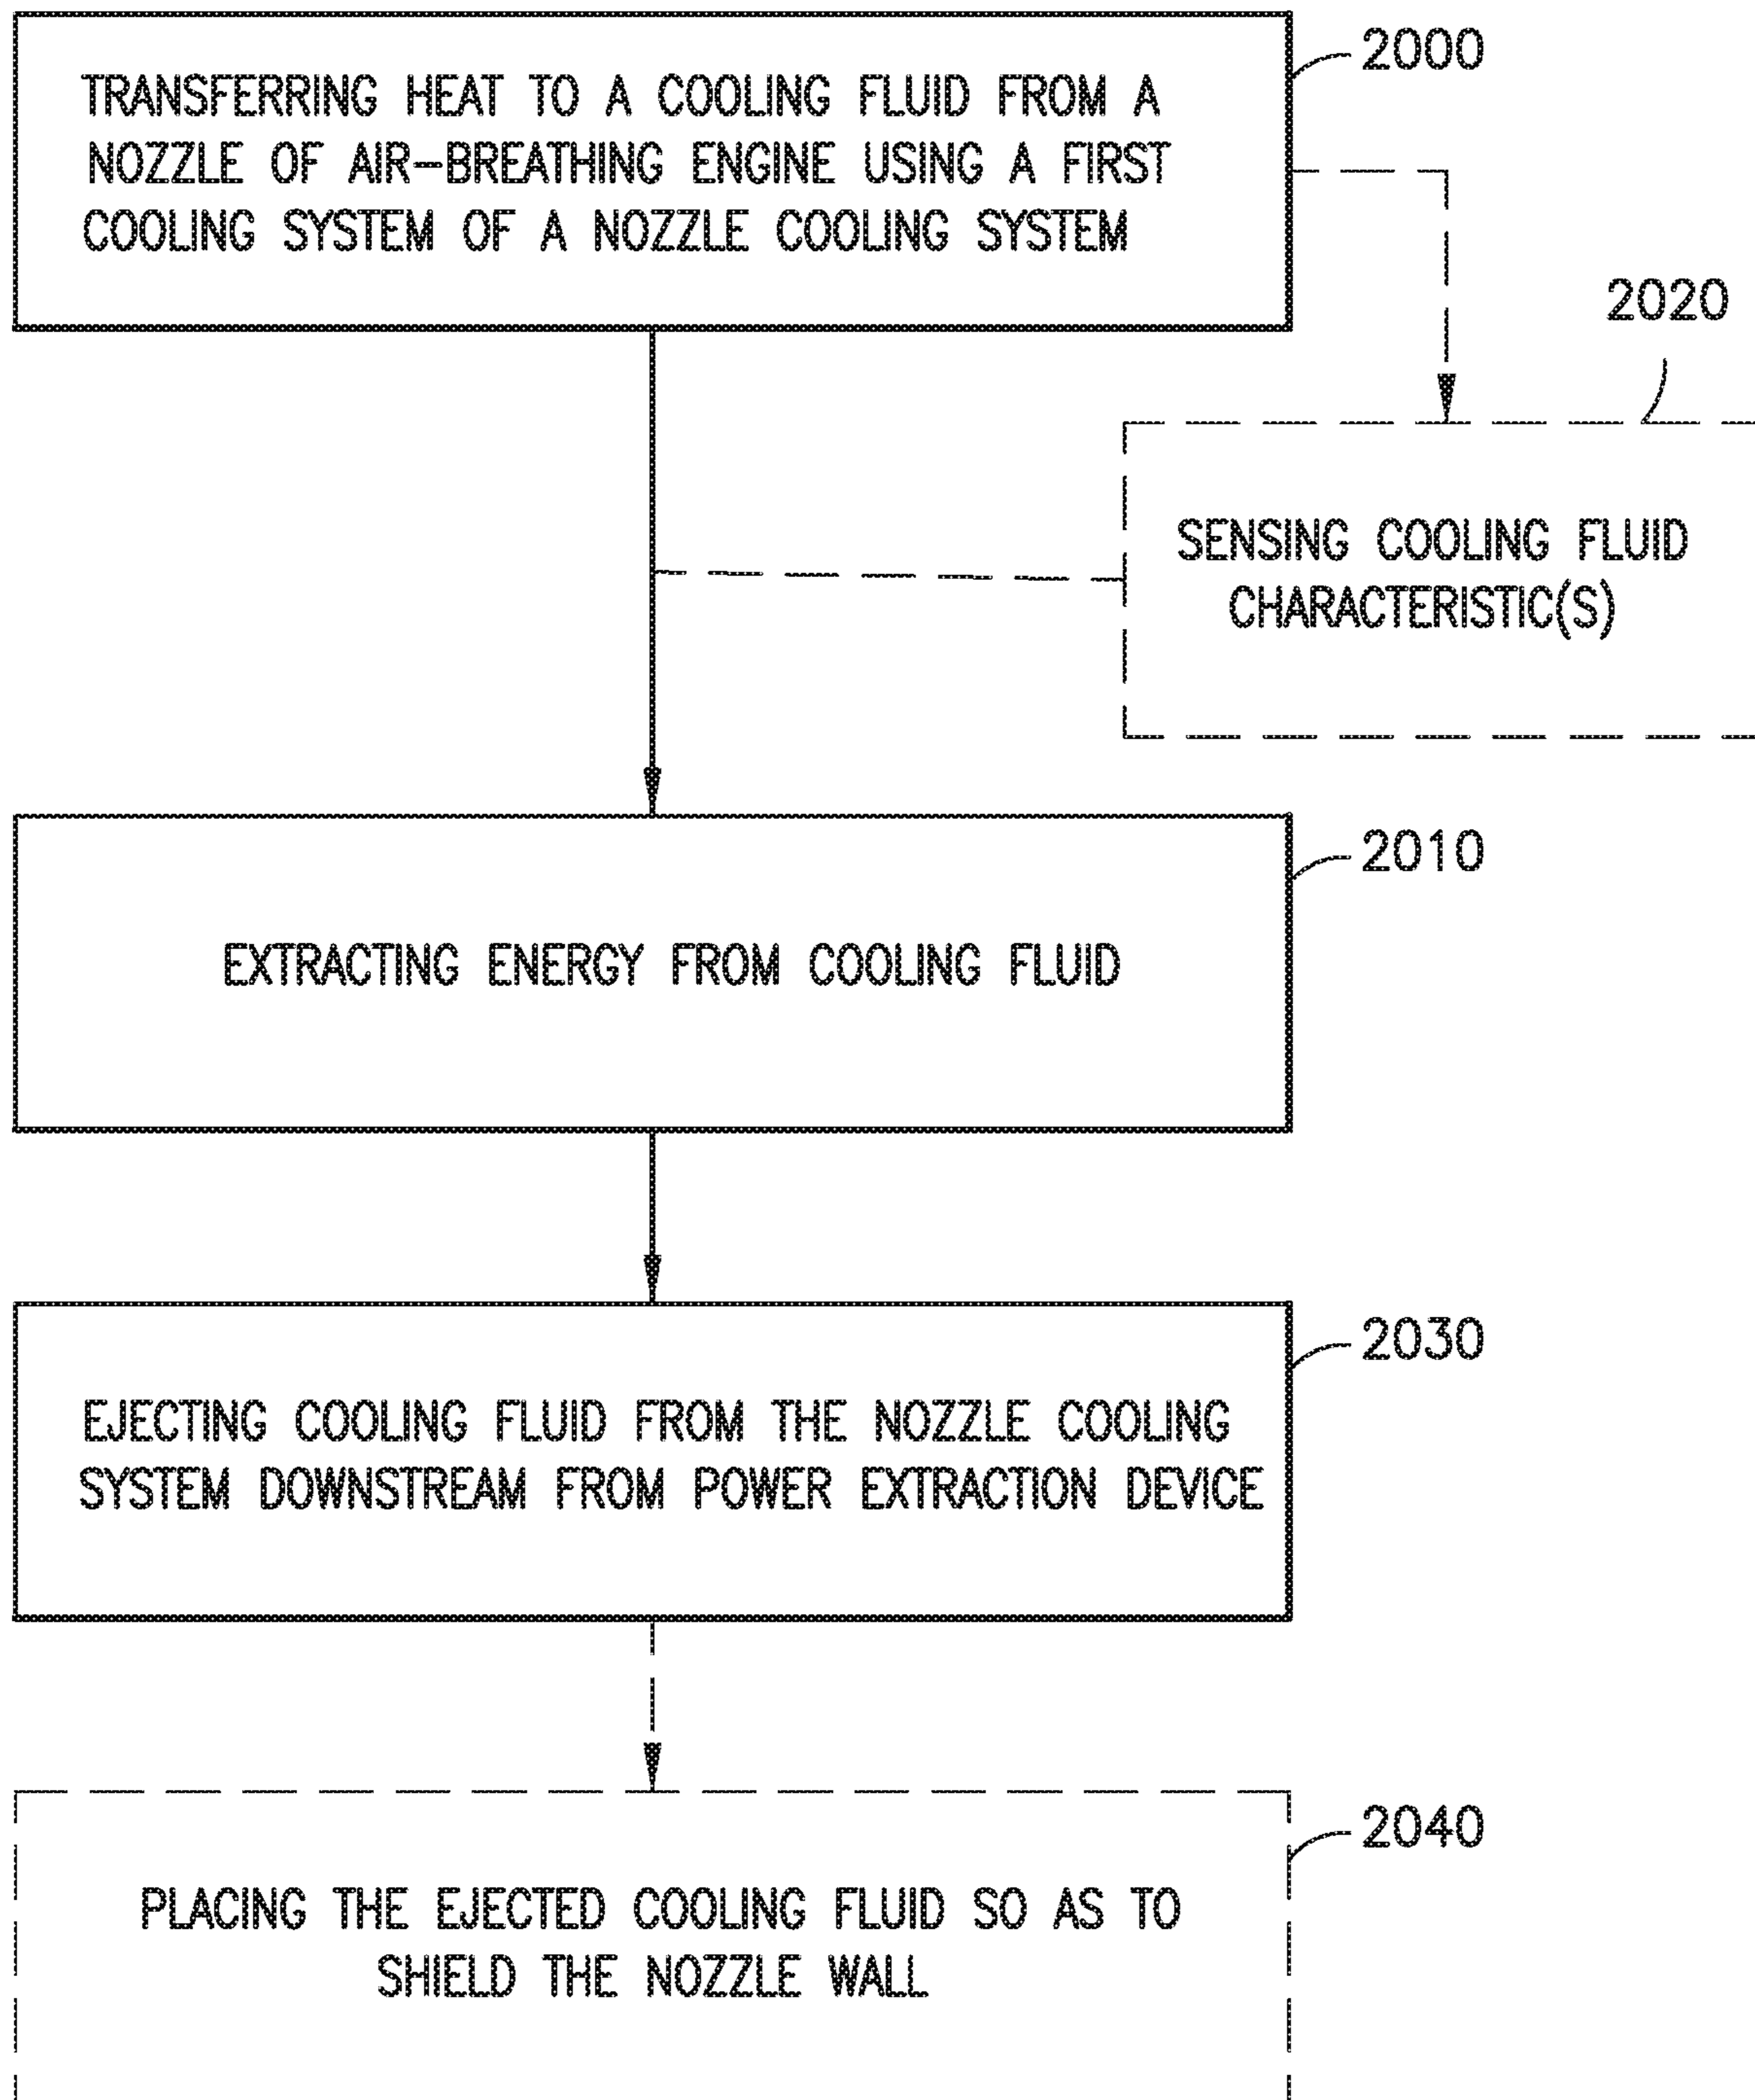 2000
TRANSFERRING HEAT TO A COOLING FLUID FROM A
NOZZLE OF AIR-BREATHING ENGINE USING A FIRST
COOLING SYSTEM OF A NOZZLE COOLING SYSTEM
2020
SENSING COOLING FLUID
CHARACTERISTIC(S)
2010
EXTRACTING ENERGY FROM COOLING FLUID
2030
EJECTING COOLING FLUID FROM THE NOZZLE COOLING
SYSTEM DOWNSTREAM FROM POWER EXTRACTION DEVICE
2040
PLACING THE EJECTED COOLING FLUID SO AS TO
SHIELD THE NOZZLE WALL